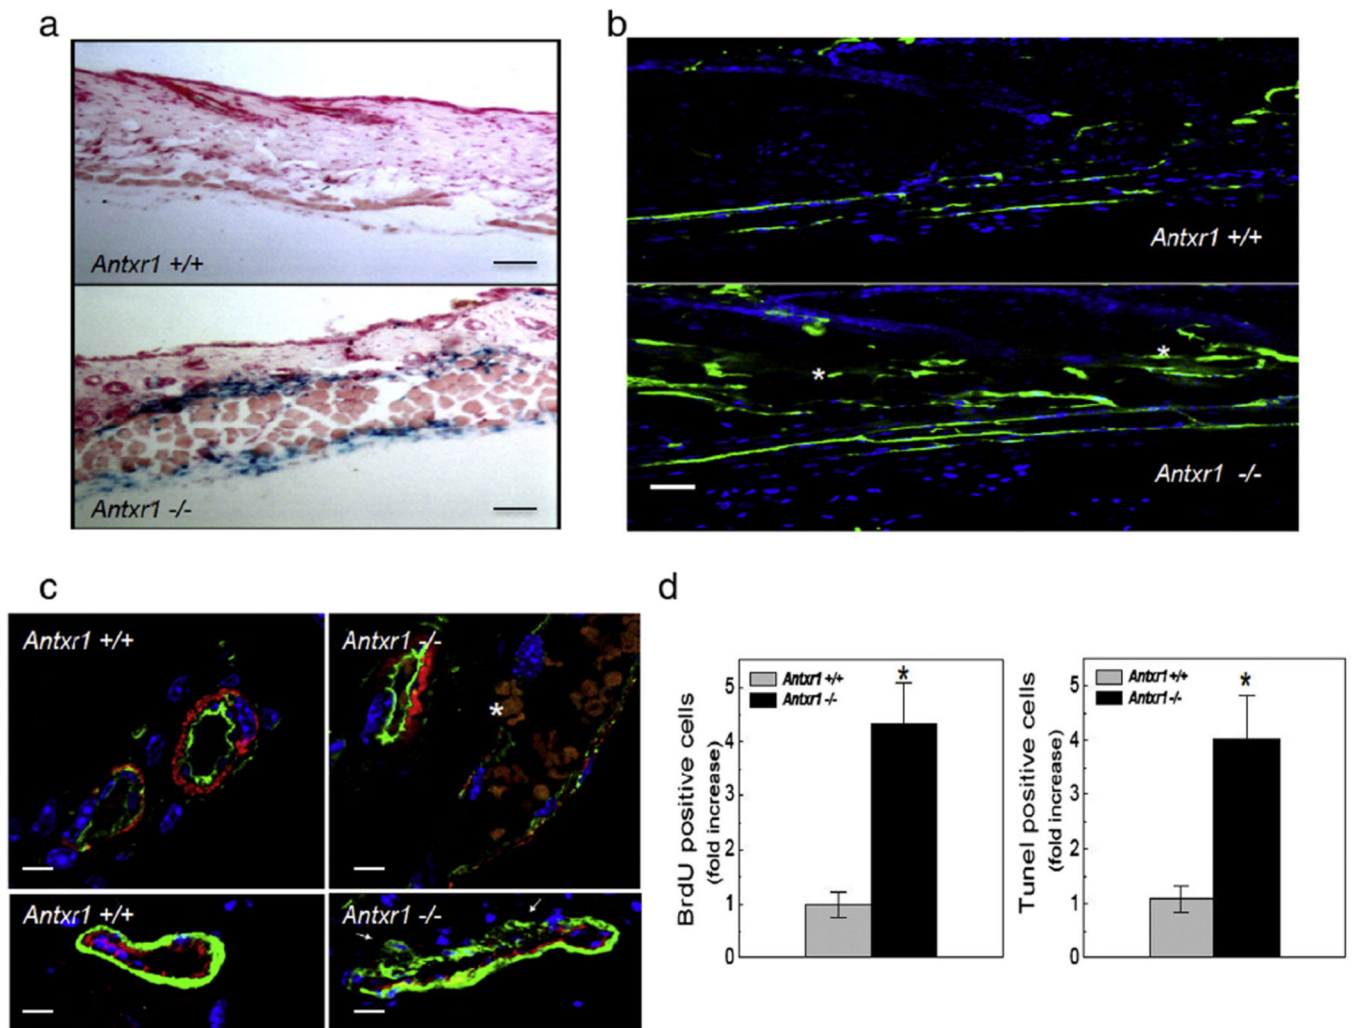 a
b
Antxr1 +/+
Antxr1 +/+
*
*
Antxr1 -/-
Antxr1 -/-
c
d
Antxr1 +/+
Antxr1 -/-
*
Antxr1 +/+
Antxr1 -/-
BrdU positive cells
(fold increase)
5
4
3
2
1
0
Antxr1 +/+
Antxr1 -/-
*
Tunel positive cells
(fold increase)
5
4
3
2
1
0
Antxr1 +/+
Antxr1 -/-
*